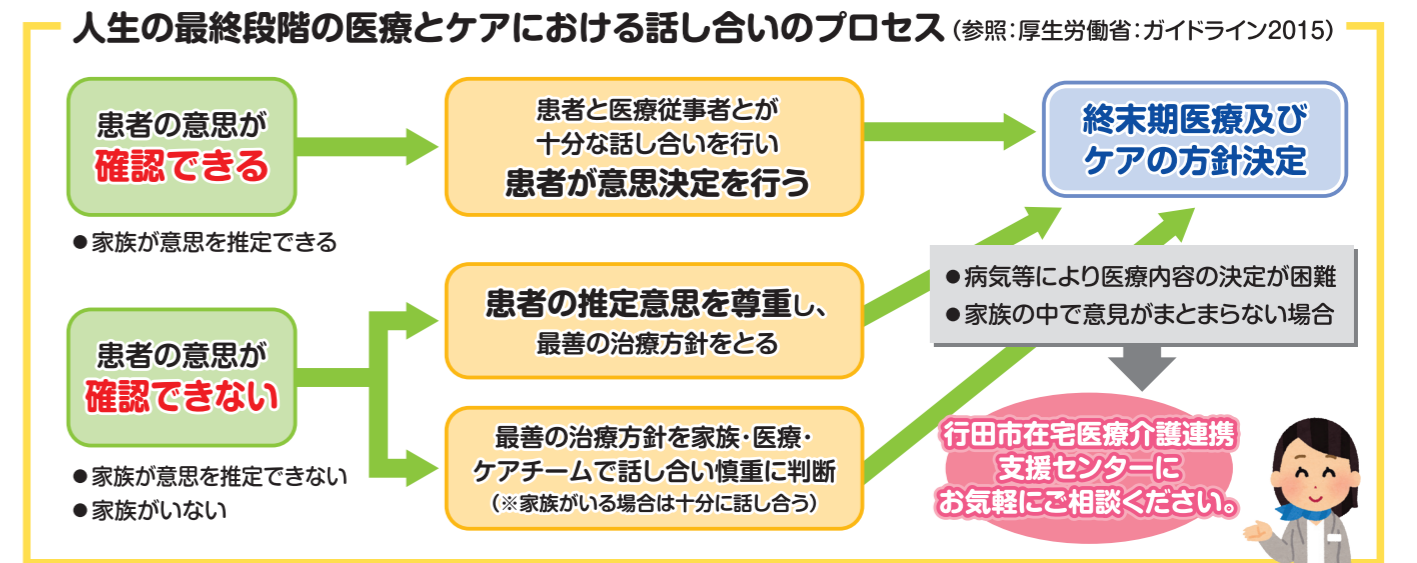 人生の最終段階の医療とケアにおける話し合いのプロセス(参照:厚生労働省:ガイドライン2015)
患者の意思が
確認できる
●家族が意思を推定できる
患者と医療従事者とが
十分な話し合いを行い
患者が意思決定を行う
終末期医療及び
ケアの方針決定
患者の意思が
確認できない
●家族が意思を推定できない
●家族がいない
患者の推定意思を尊重し、
最善の治療方針をとる
最善の治療方針を家族・医療・
ケアチームで話し合い慎重に判断
(※家族がいる場合は十分に話し合う)
●病気等により医療内容の決定が困難
●家族の中で意見がまとまらない場合
行田市在宅医療介護連携
支援センターに
お気軽にご相談ください。